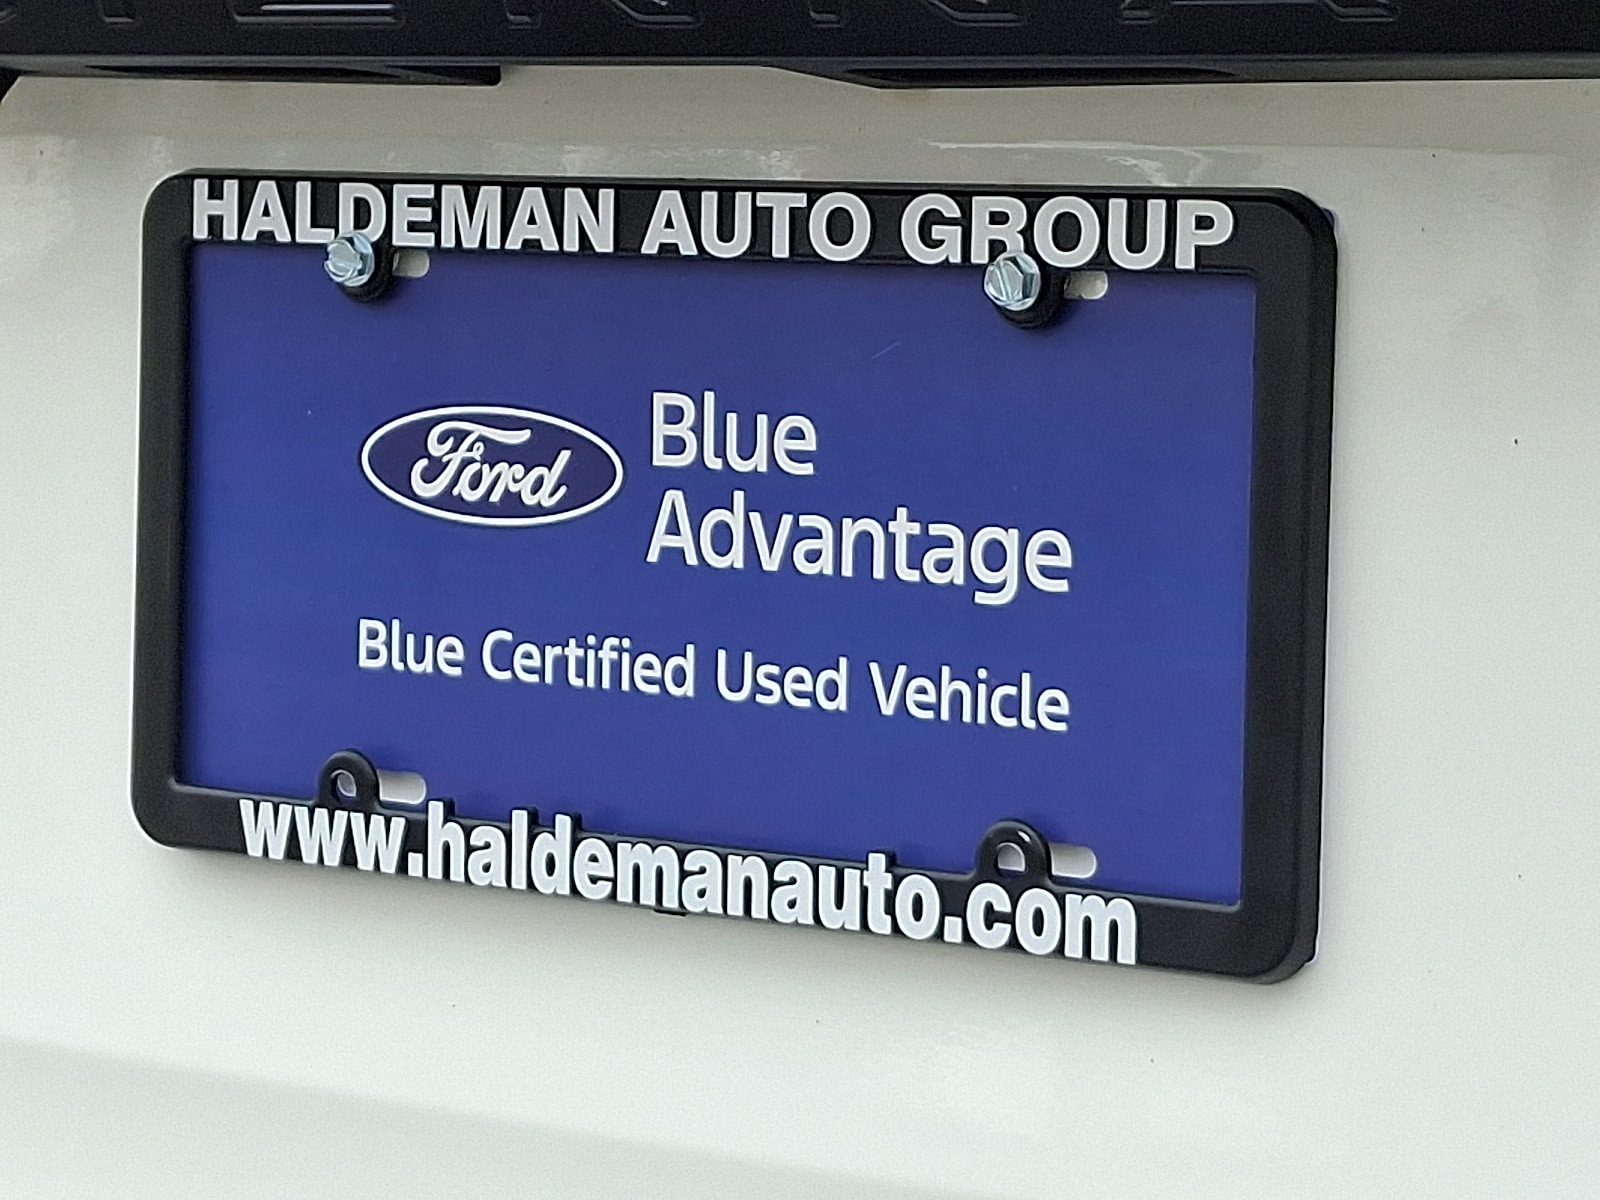 HALDEMAN AUTO GROUP
Ford
Blue
Advantage
Blue Certified Used Vehicle
www.haldemanauto.com